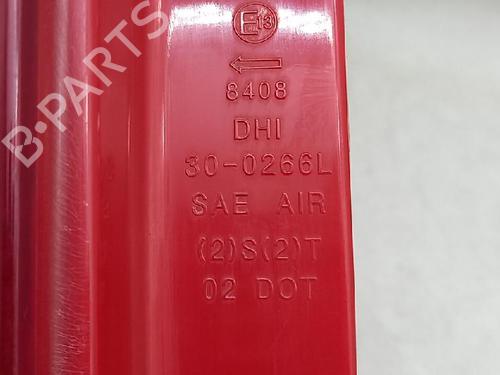 E13
8408
DHI
30-0266L
SAE AIR
(2)S(2)T
02 DOT
B-PARTS